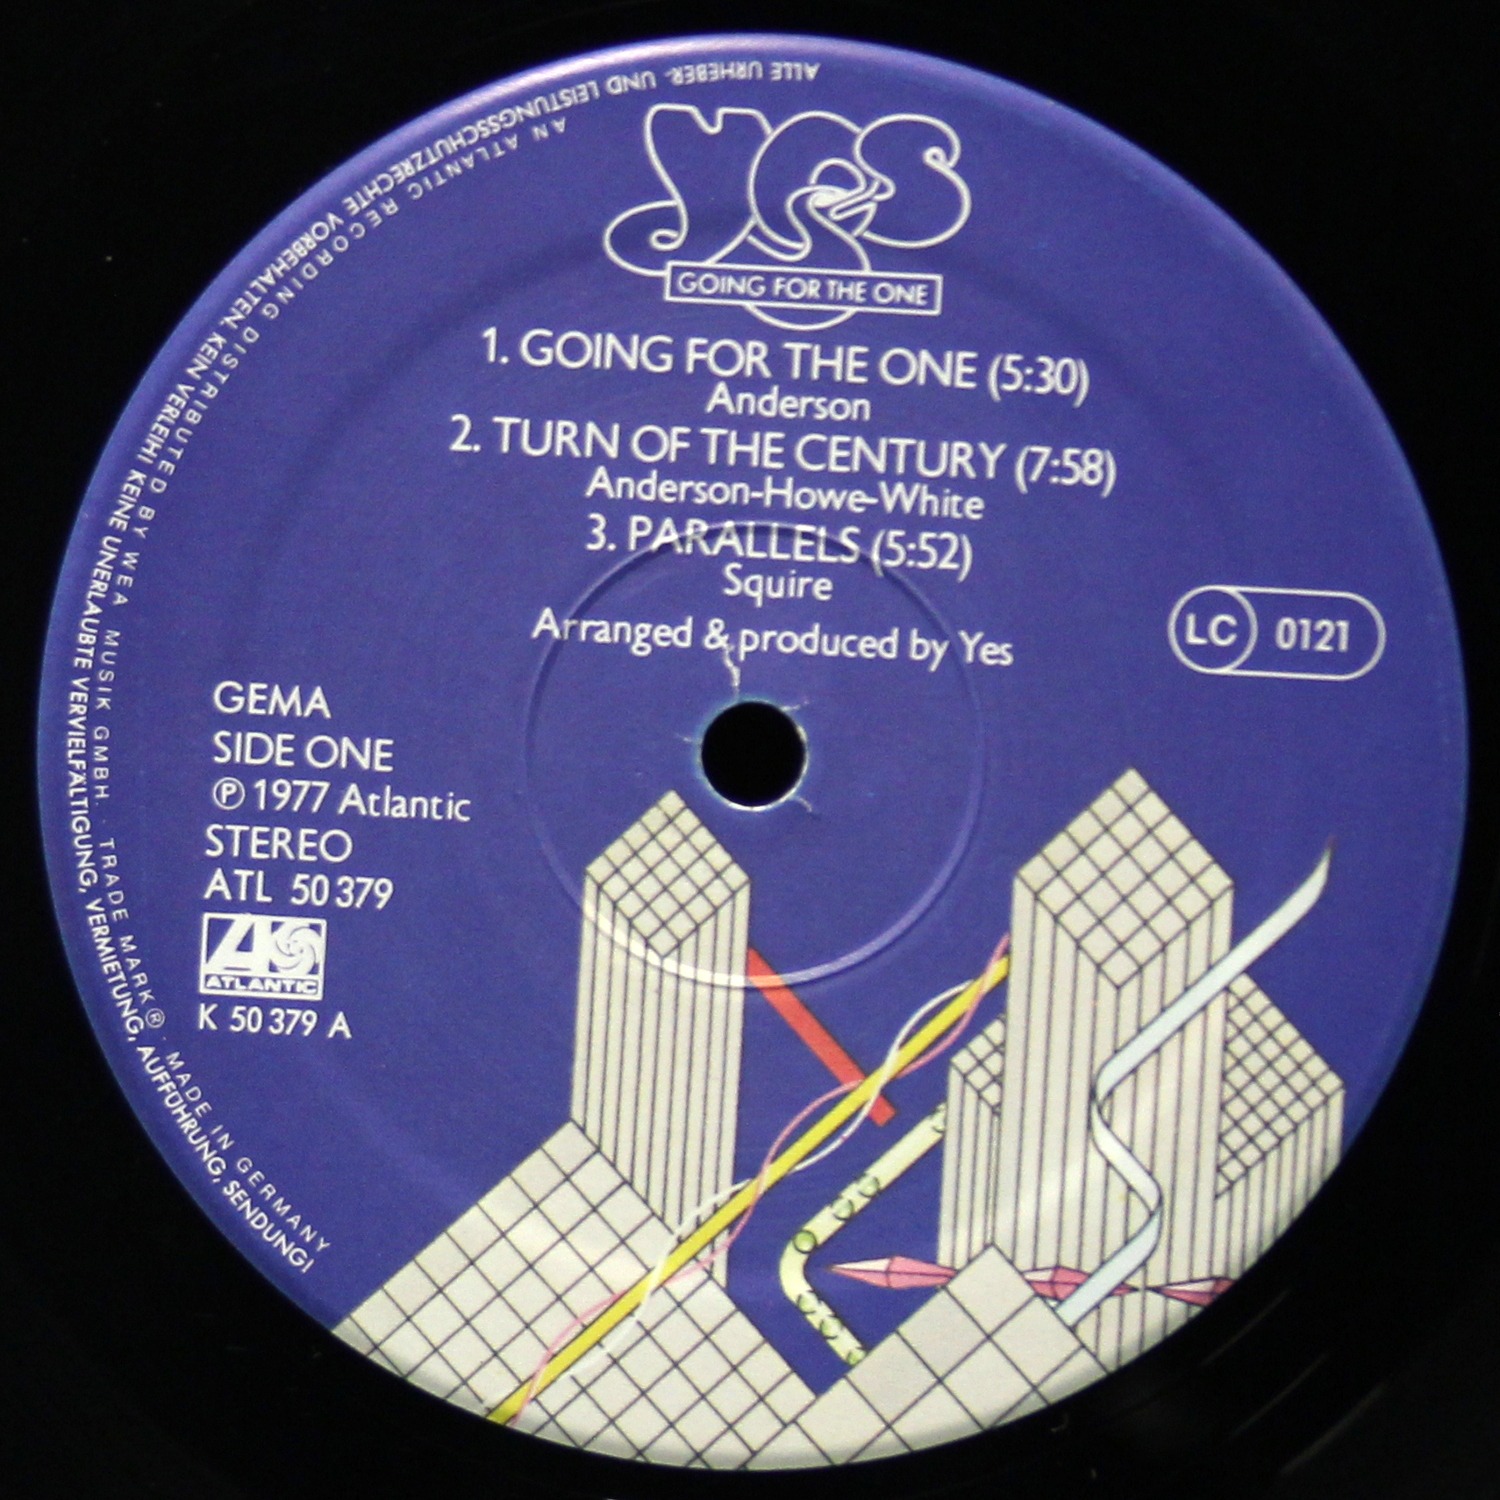 ALLE URHEBER- UND LEISTUNGSSCHUTZRECHTE VORBEHALTEN. KEIN VERLEIH! KEINE UNERLAUBTE VERVIELFÄLTIGUNG, VERMIETUNG, AUFFÜHRUNG, SENDUNG!
AN ATLANTIC RECORDING DISTRIBUTED BY WEA MUSIK GMBH. TRADE MARK® · MADE IN GERMANY
YES
GOING FOR THE ONE
1. GOING FOR THE ONE (5:30)
Anderson
2. TURN OF THE CENTURY (7:58)
Anderson-Howe-White
3. PARALLELS (5:52)
Squire
Arranged & produced by Yes
LC 0121
GEMA
SIDE ONE
℗ 1977 Atlantic
STEREO
ATL 50 379
ATLANTIC
K 50 379 A